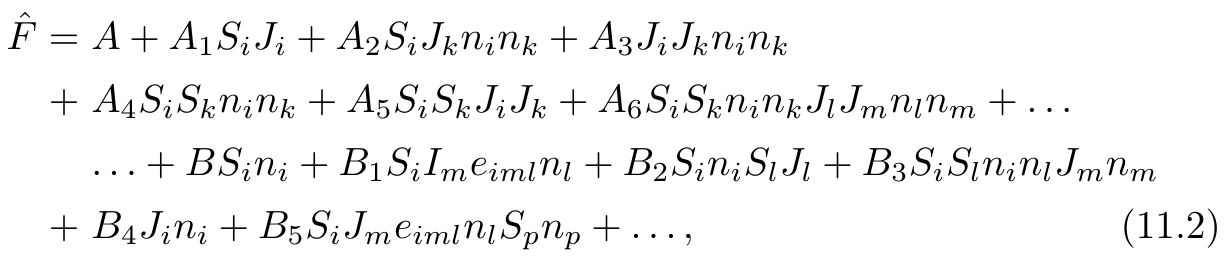 F̂ = A + A₁SᵢJᵢ + A₂SᵢJₖnᵢnₖ + A₃JᵢJₖnᵢnₖ
+ A₄SᵢSₖnᵢnₖ + A₅SᵢSₖJᵢJₖ + A₆SᵢSₖnᵢnₖJₗJₘnₗnₘ + …
… + BSᵢnᵢ + B₁SᵢIₘeᵢₘₗnₗ + B₂SᵢnᵢSₗJₗ + B₃SᵢSₗnᵢnₗJₘnₘ
+ B₄Jᵢnᵢ + B₅SᵢJₘeᵢₘₗnₗSₚnₚ + … , (11.2)